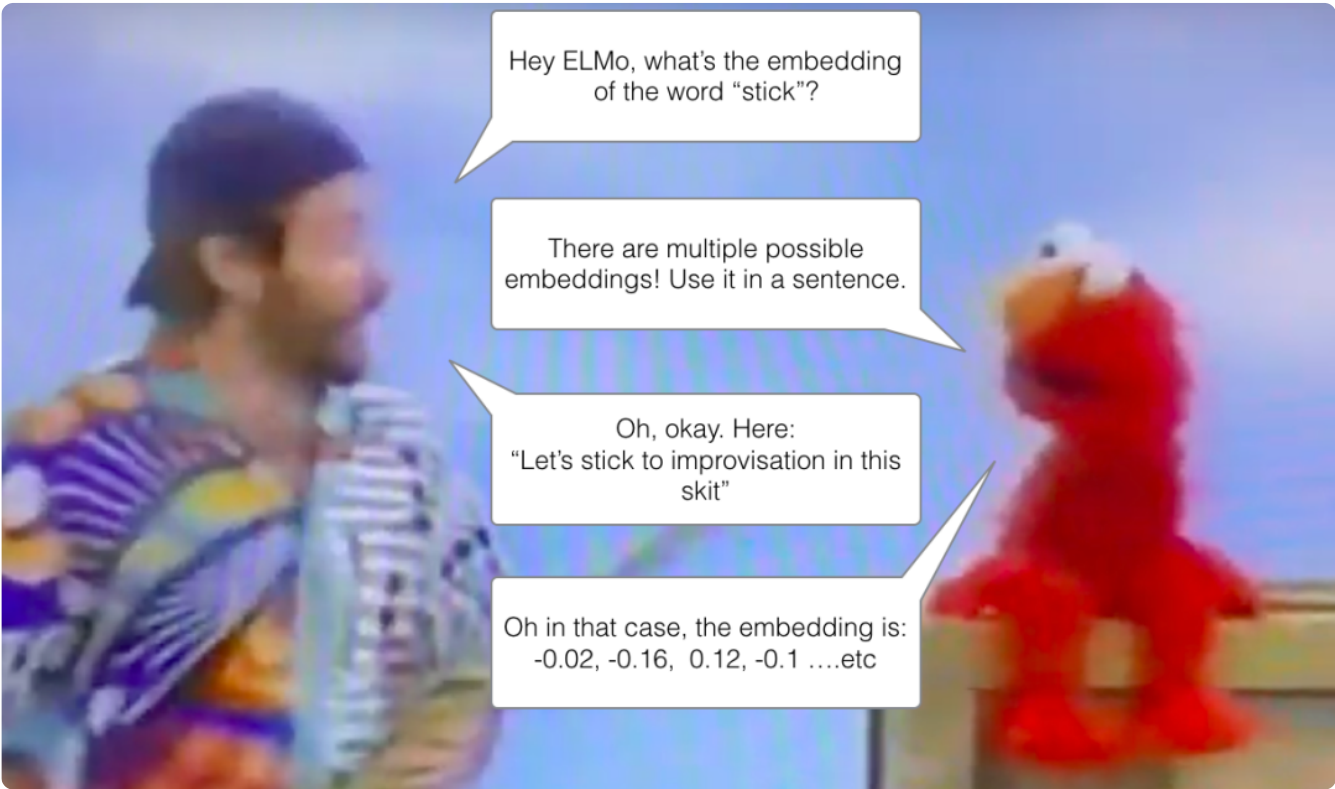 Hey ELMo, what’s the embedding
of the word “stick”?
There are multiple possible
embeddings! Use it in a sentence.
Oh, okay. Here:
“Let’s stick to improvisation in this
skit”
Oh in that case, the embedding is:
-0.02, -0.16, 0.12, -0.1 ….etc